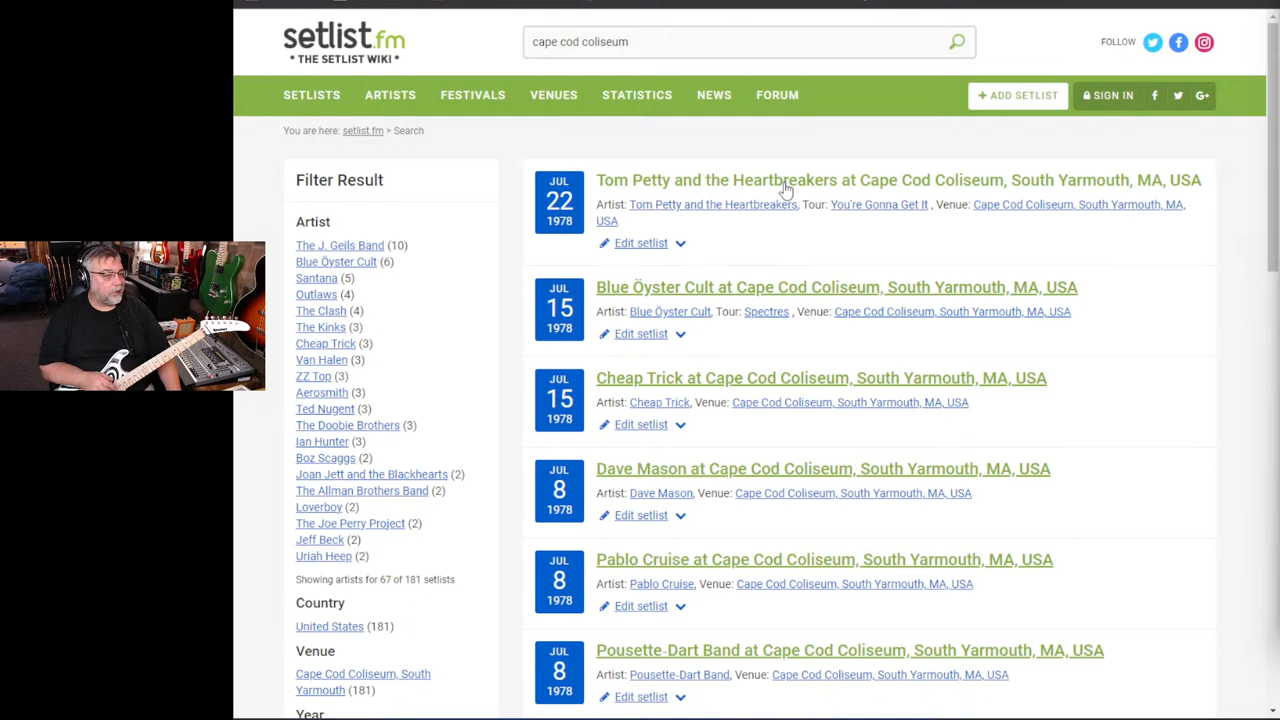 setlist.fm
* THE SETLIST WIKI *
cape cod coliseum
FOLLOW
SETLISTS ARTISTS FESTIVALS VENUES STATISTICS NEWS FORUM
+ ADD SETLIST
SIGN IN
You are here: setlist.fm > Search
Filter Result
Artist
The J. Geils Band (10)
Blue Öyster Cult (6)
Santana (5)
Outlaws (4)
The Clash (4)
The Kinks (3)
Cheap Trick (3)
Van Halen (3)
ZZ Top (3)
Aerosmith (3)
Ted Nugent (3)
The Doobie Brothers (3)
Ian Hunter (3)
Boz Scaggs (2)
Joan Jett and the Blackhearts (2)
The Allman Brothers Band (2)
Loverboy (2)
The Joe Perry Project (2)
Jeff Beck (2)
Uriah Heep (2)
Showing artists for 67 of 181 setlists
Country
United States (181)
Venue
Cape Cod Coliseum, South
Yarmouth (181)
Year
JUL
22
1978
Tom Petty and the Heartbreakers at Cape Cod Coliseum, South Yarmouth, MA, USA
Artist: Tom Petty and the Heartbreakers, Tour: You're Gonna Get It , Venue: Cape Cod Coliseum, South Yarmouth, MA,
USA
Edit setlist
JUL
15
1978
Blue Öyster Cult at Cape Cod Coliseum, South Yarmouth, MA, USA
Artist: Blue Öyster Cult, Tour: Spectres , Venue: Cape Cod Coliseum, South Yarmouth, MA, USA
Edit setlist
JUL
15
1978
Cheap Trick at Cape Cod Coliseum, South Yarmouth, MA, USA
Artist: Cheap Trick, Venue: Cape Cod Coliseum, South Yarmouth, MA, USA
Edit setlist
JUL
8
1978
Dave Mason at Cape Cod Coliseum, South Yarmouth, MA, USA
Artist: Dave Mason, Venue: Cape Cod Coliseum, South Yarmouth, MA, USA
Edit setlist
JUL
8
1978
Pablo Cruise at Cape Cod Coliseum, South Yarmouth, MA, USA
Artist: Pablo Cruise, Venue: Cape Cod Coliseum, South Yarmouth, MA, USA
Edit setlist
JUL
8
1978
Pousette-Dart Band at Cape Cod Coliseum, South Yarmouth, MA, USA
Artist: Pousette-Dart Band, Venue: Cape Cod Coliseum, South Yarmouth, MA, USA
Edit setlist